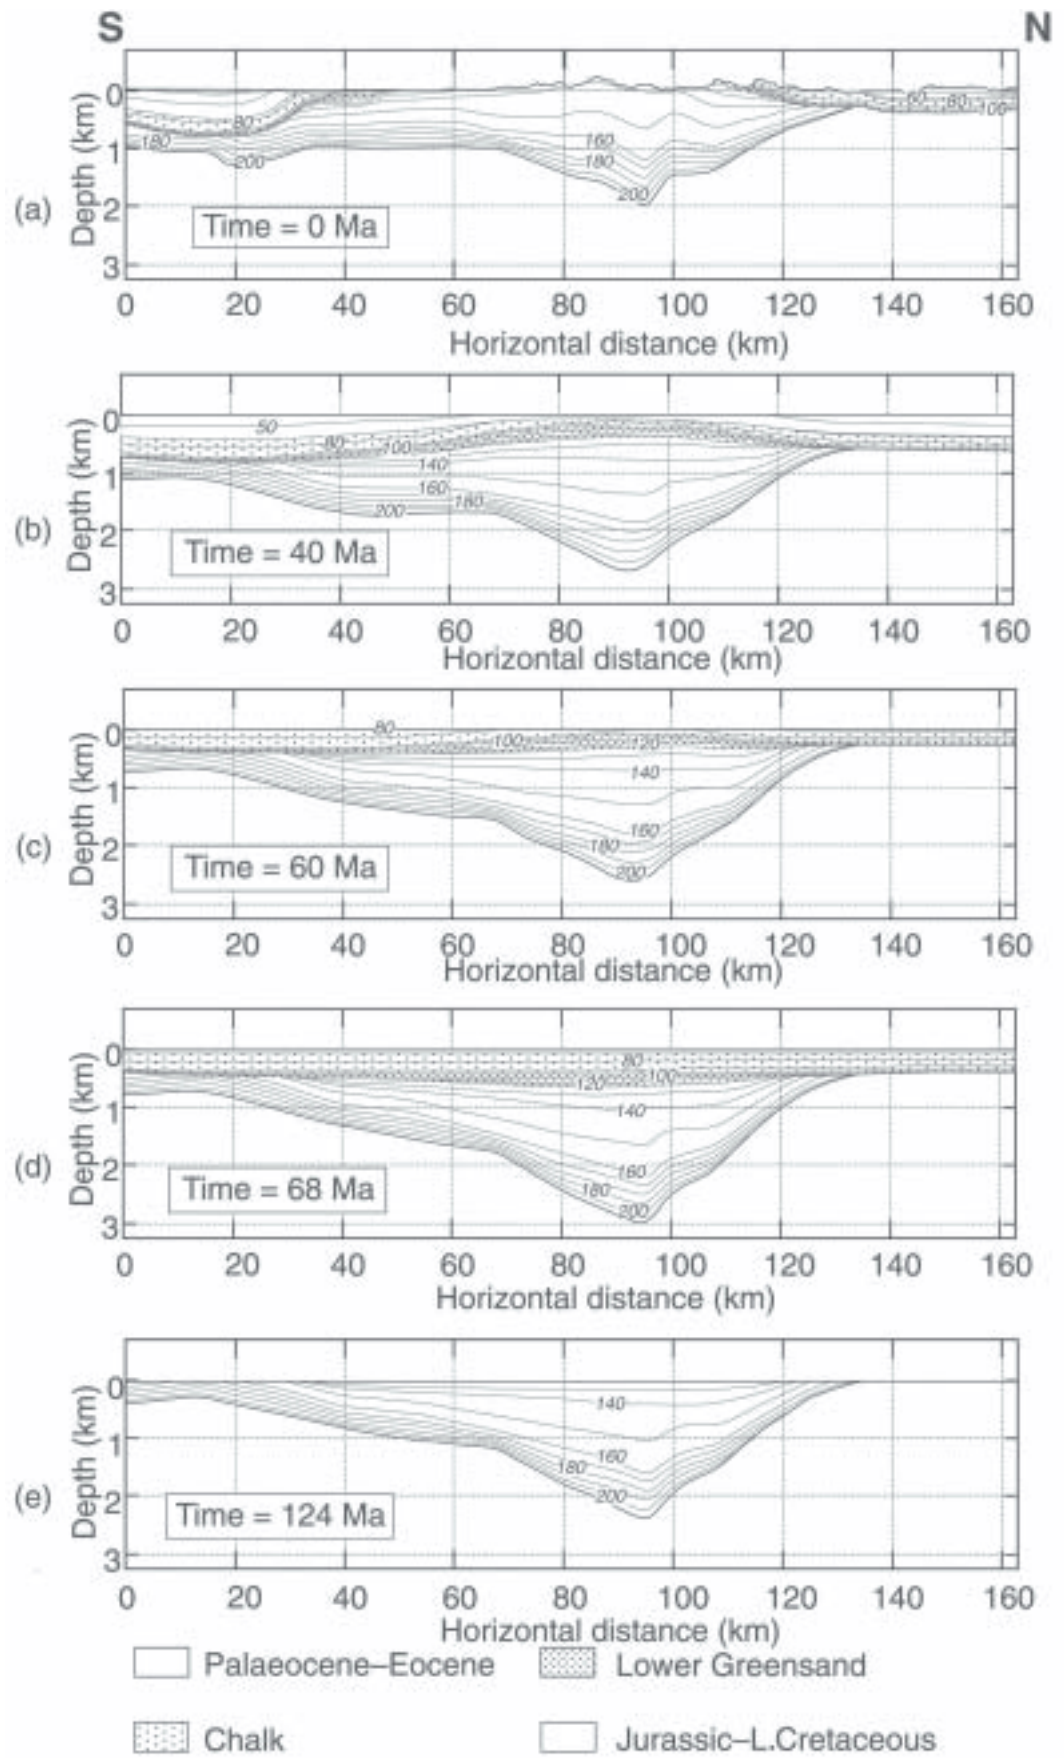 S N
0 60 80 100
80
180 160
1 180
200 200
(a) Depth (km) 2 Time = 0 Ma
3
0 20 40 60 80 100 120 140 160
Horizontal distance (km)
0 50
80 100
1 140
160 180
200
(b) Depth (km) 2 Time = 40 Ma
3
0 20 40 60 80 100 120 140 160
Horizontal distance (km)
80
0 100 120
140
1
160
180
(c) Depth (km) 2 Time = 60 Ma 200
3
0 20 40 60 80 100 120 140 160
Horizontal distance (km)
0 80
120 100
1 140
160
(d) Depth (km) 2 Time = 68 Ma 180
200
3
0 20 40 60 80 100 120 140 160
Horizontal distance (km)
0
140
1 160
180
(e) Depth (km) 2 Time = 124 Ma 200
3
0 20 40 60 80 100 120 140 160
Horizontal distance (km)
Palaeocene–Eocene Lower Greensand
Chalk Jurassic–L.Cretaceous